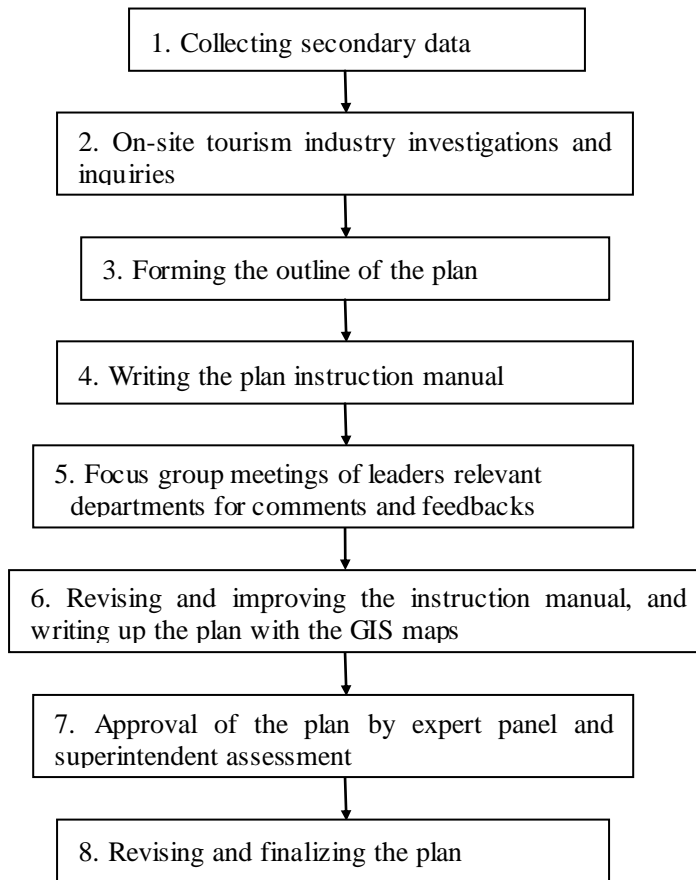 1. Collecting secondary data
2. On-site tourism industry investigations and
inquiries
3. Forming the outline of the plan
4. Writing the plan instruction manual
5. Focus group meetings of leaders relevant
departments for comments and feedbacks
6. Revising and improving the instruction manual, and
writing up the plan with the GIS maps
7. Approval of the plan by expert panel and
superintendent assessment
8. Revising and finalizing the plan